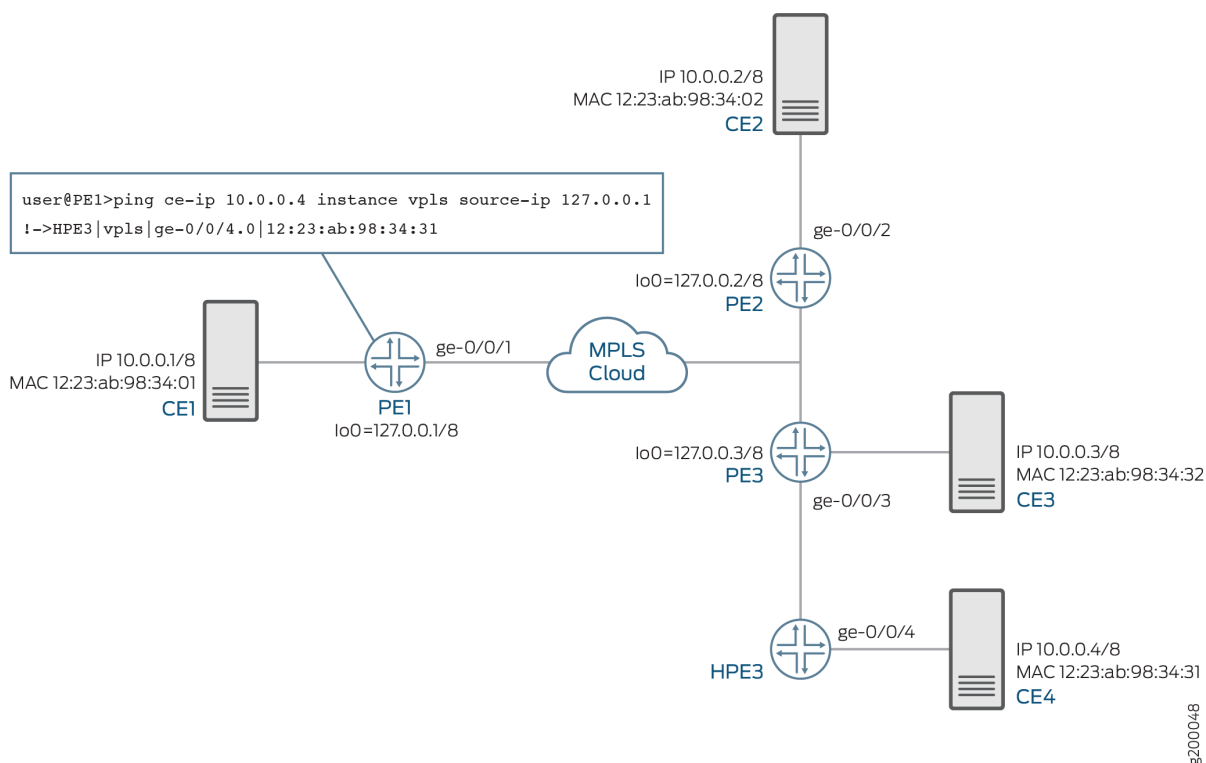 IP 10.0.0.2/8
MAC 12:23:ab:98:34:02
CE2
user@PE1>ping ce-ip 10.0.0.4 instance vpls source-ip 127.0.0.1
!->HPE3|vpls|ge-0/0/4.0|12:23:ab:98:34:31
ge-0/0/2
lo0=127.0.0.2/8
PE2
IP 10.0.0.1/8
MAC 12:23:ab:98:34:01
CE1
ge-0/0/1
PE1
lo0=127.0.0.1/8
MPLS
Cloud
lo0=127.0.0.3/8
PE3
ge-0/0/3
IP 10.0.0.3/8
MAC 12:23:ab:98:34:32
CE3
HPE3
ge-0/0/4
IP 10.0.0.4/8
MAC 12:23:ab:98:34:31
CE4
g200048